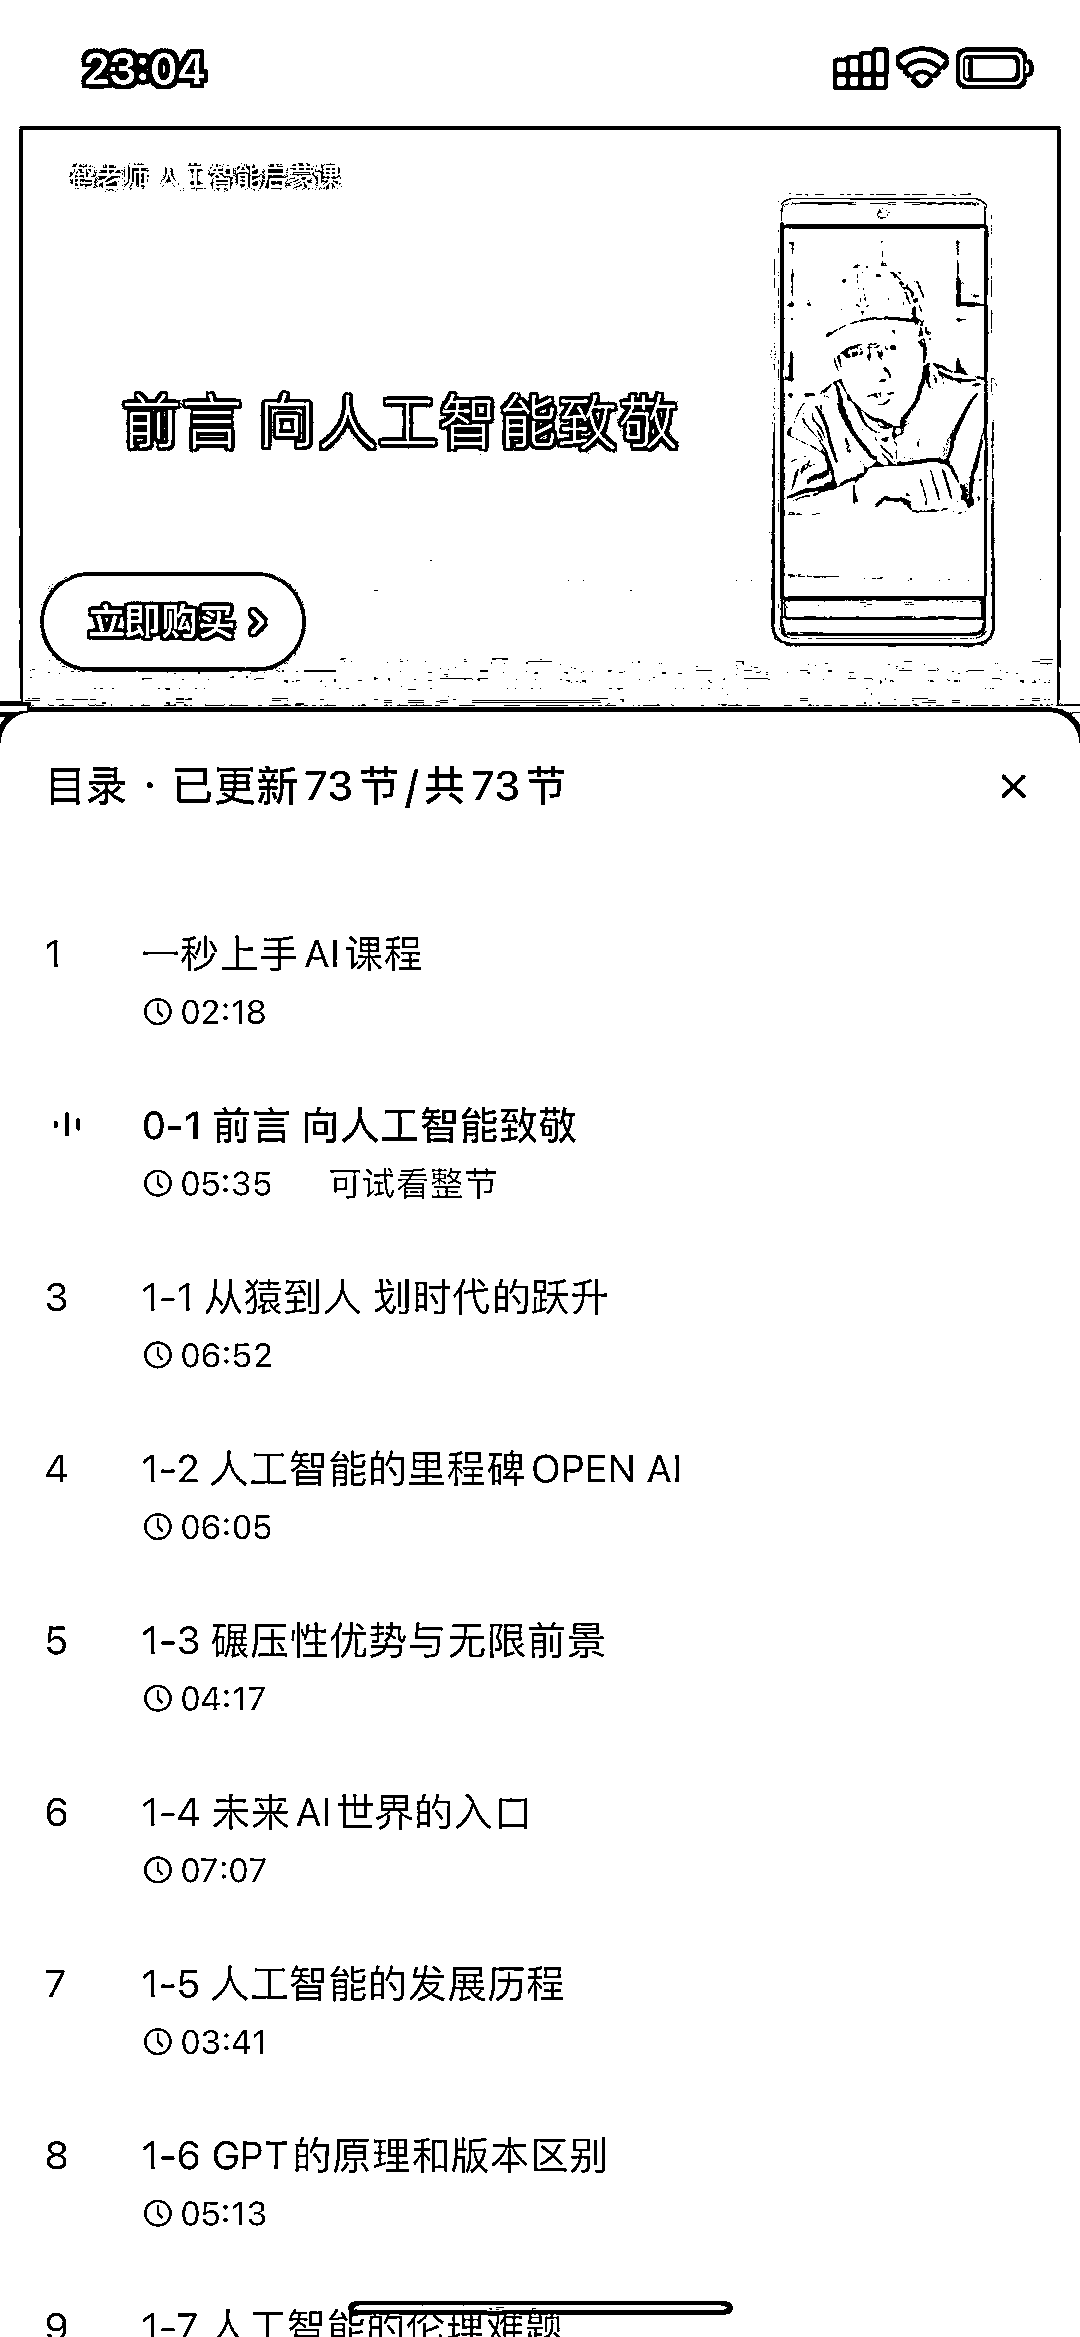 23:04
鹤老师 人工智能启蒙课
前言 向人工智能致敬
立即购买
目录 · 已更新73节/共73节
1 一秒上手AI课程
02:18
0-1 前言 向人工智能致敬
05:35 可试看整节
3 1-1 从猿到人 划时代的跃升
06:52
4 1-2 人工智能的里程碑OPEN AI
06:05
5 1-3 碾压性优势与无限前景
04:17
6 1-4 未来AI世界的入口
07:07
7 1-5 人工智能的发展历程
03:41
8 1-6 GPT的原理和版本区别
05:13
9 1-7 人工智能的伦理难题